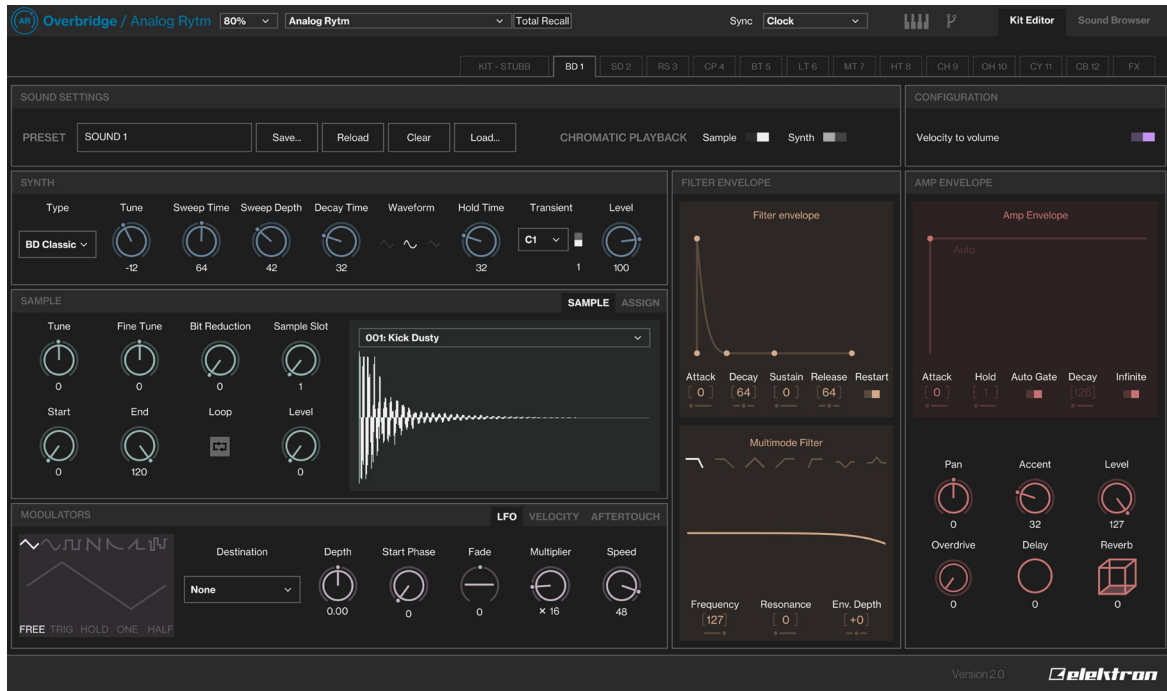 AR Overbridge / Analog Rytm 80% Analog Rytm Total Recall Sync Clock Kit Editor Sound Browser
KIT - STUBB BD 1 SD 2 RS 3 CP 4 BT 5 LT 6 MT 7 HT 8 CH 9 OH 10 CY 11 CB 12 FX
SOUND SETTINGS
PRESET SOUND 1 Save... Reload Clear Load... CHROMATIC PLAYBACK Sample Synth
CONFIGURATION
Velocity to volume
SYNTH
Type Tune Sweep Time Sweep Depth Decay Time Waveform Hold Time Transient Level
BD Classic C1
-12 64 42 32 32 1 100
SAMPLE SAMPLE ASSIGN
Tune Fine Tune Bit Reduction Sample Slot
0 0 0 1
Start End Loop Level
0 120 0
001: Kick Dusty
MODULATORS LFO VELOCITY AFTERTOUCH
Destination Depth Start Phase Fade Multiplier Speed
None
0.00 0 0 × 16 48
FREE TRIG HOLD ONE HALF
FILTER ENVELOPE
Filter envelope
Attack Decay Sustain Release Restart
[ 0 ] [64] [ 0 ] [64]
Multimode Filter
Frequency Resonance Env. Depth
[127] [ 0 ] [+0]
AMP ENVELOPE
Amp Envelope
Auto
Attack Hold Auto Gate Decay Infinite
[ 0 ] [ 1 ] [126]
Pan Accent Level
0 32 127
Overdrive Delay Reverb
0 0 0
Version 2.0 elektron